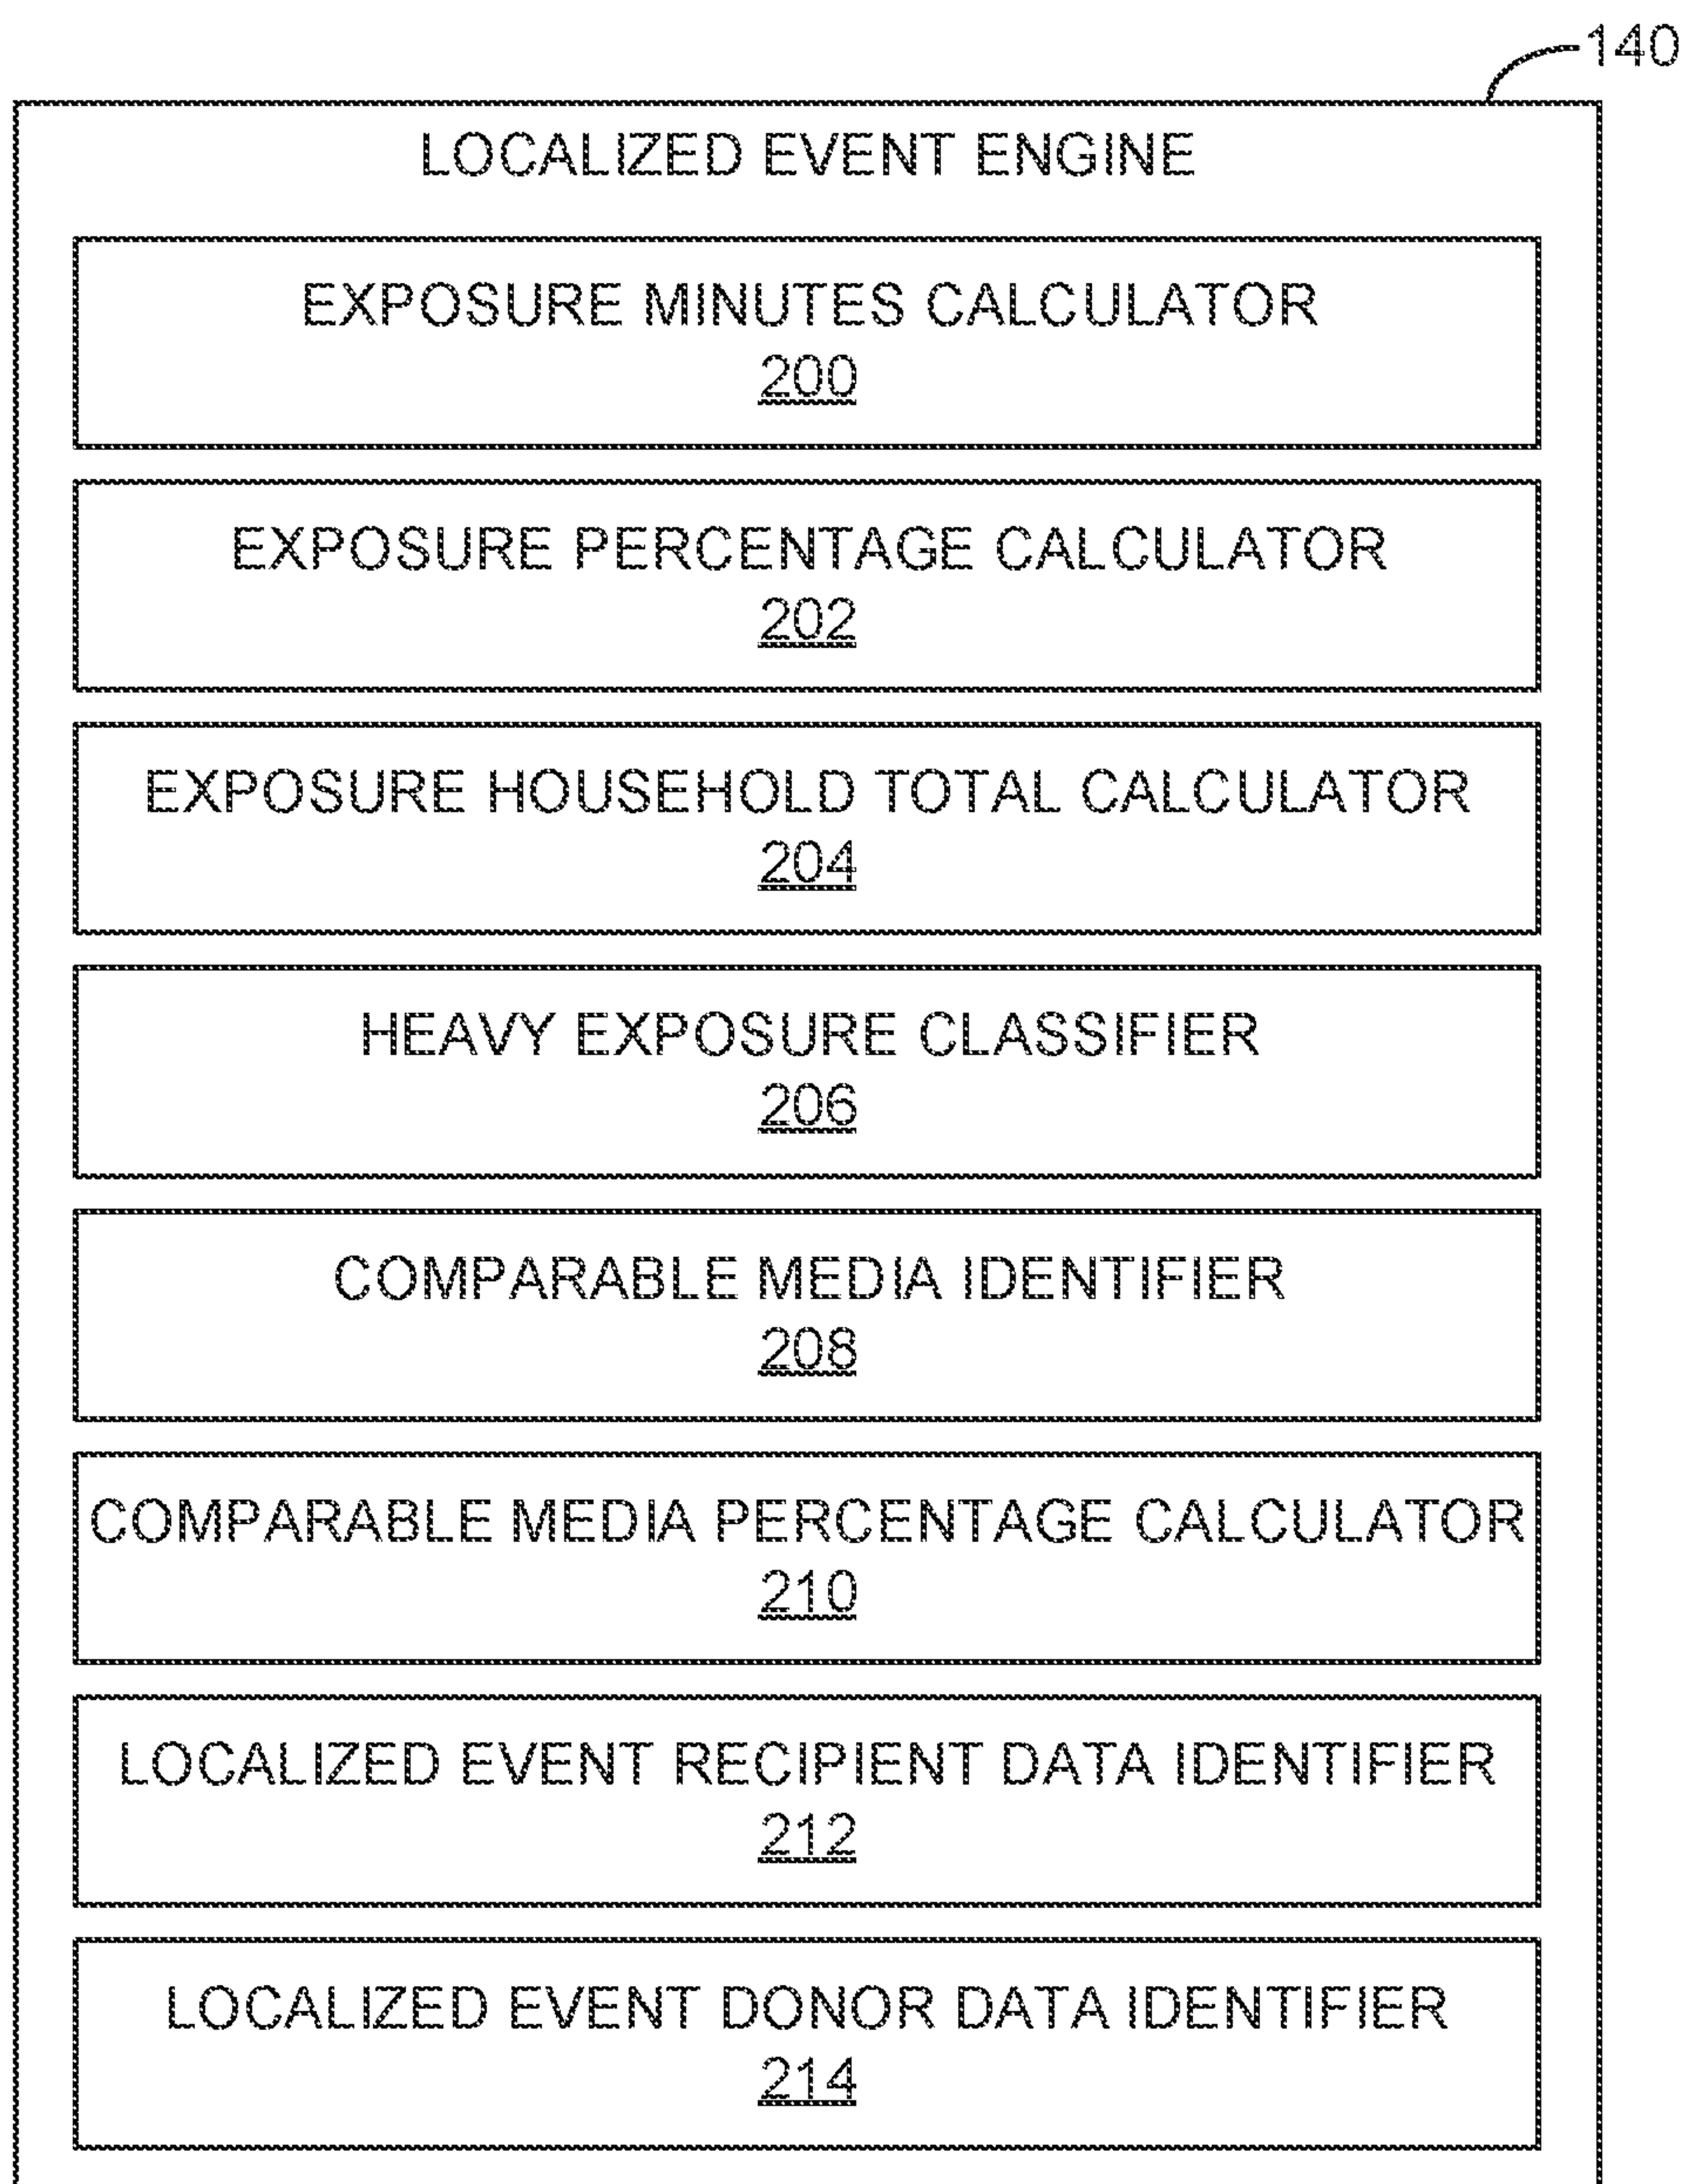 140
LOCALIZED EVENT ENGINE
EXPOSURE MINUTES CALCULATOR
200
EXPOSURE PERCENTAGE CALCULATOR
202
EXPOSURE HOUSEHOLD TOTAL CALCULATOR
204
HEAVY EXPOSURE CLASSIFIER
206
COMPARABLE MEDIA IDENTIFIER
208
COMPARABLE MEDIA PERCENTAGE CALCULATOR
210
LOCALIZED EVENT RECIPIENT DATA IDENTIFIER
212
LOCALIZED EVENT DONOR DATA IDENTIFIER
214